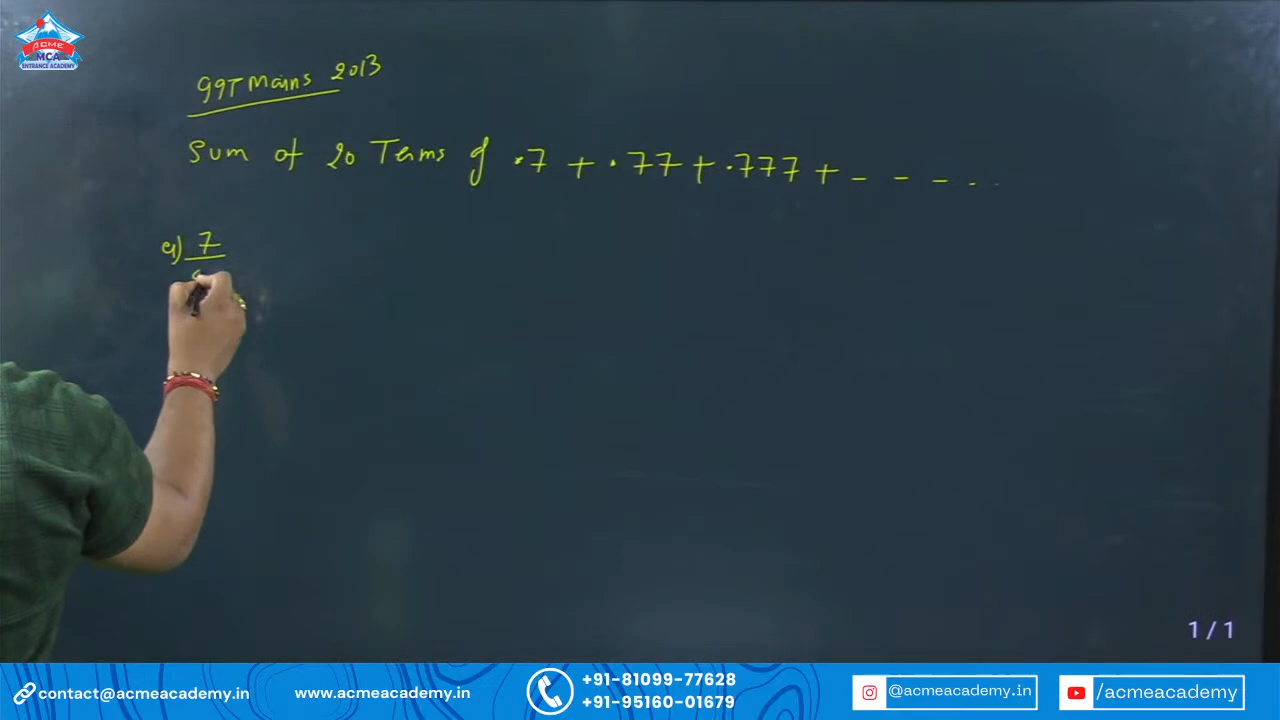 ACME
MCA
ENTRANCE ACADEMY
IIT Mains 2013
Sum of 20 Terms of .7 + .77 + .777 + - - - ..
a) 7
1 / 1
contact@acmeacademy.in
www.acmeacademy.in
+91-81099-77628
+91-95160-01679
@acmeacademy.in
/acmeacademy